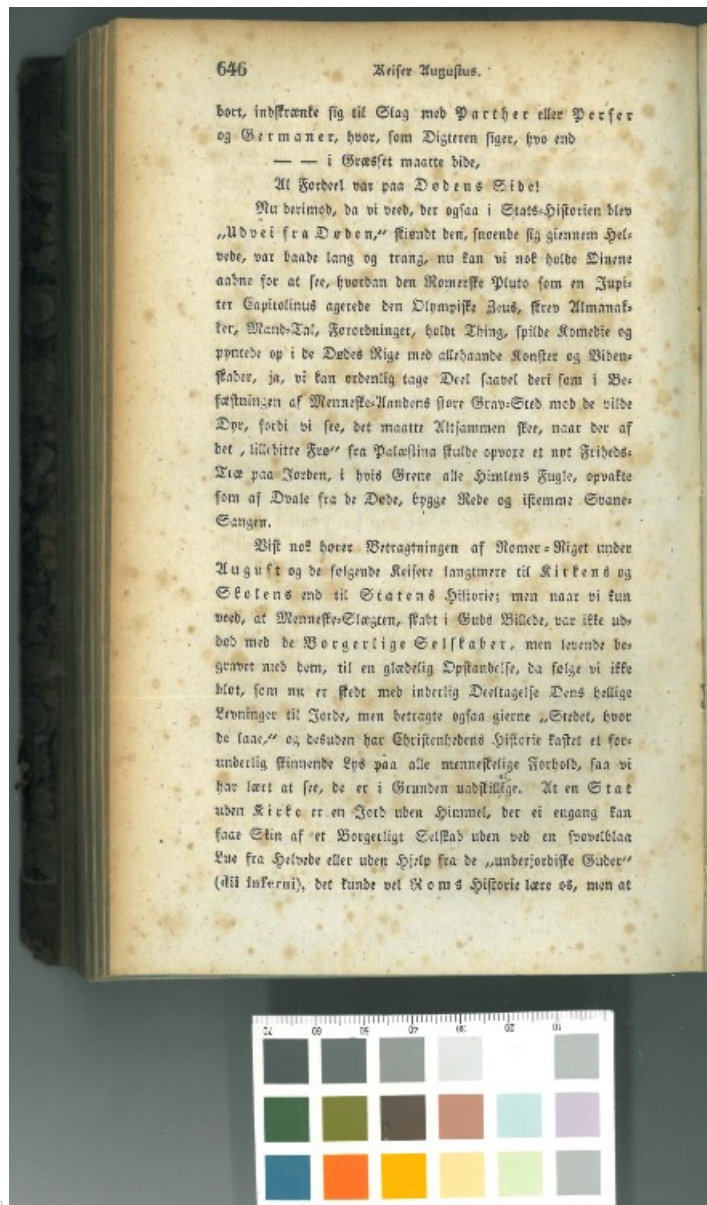 646
Keiser Augustus.
bort, indskrænke sig til Slag med Parther eller Perser
og Germaner, hvor, som Digteren siger, hvo end
— — i Græsset maatte bide,
Al Fordeel var paa Dødens Side!
Nu derimod, da vi veed, der ogsaa i Stats-Historien blev
„Udvei fra Døden,“ skiøndt den, snoende sig giennem Hel-
vede, var baade lang og trang, nu kan vi nok holde Øinene
aabne for at see, hvordan den Romerske Pluto som en Jupi-
ter Capitolinus agerede den Olympiske Zeus, skrev Almanak-
ker, Mand-Tal, Forordninger, holdt Thing, spilde Komedie og
pyntede op i de Dødes Rige med allehaande Konster og Viden-
skaber, ja, vi kan ordenlig tage Deel saavel deri som i Be-
fæstningen af Menneske-Aandens store Grav-Sted mod de vilde
Dyr, fordi vi see, det maatte Altsammen skee, naar der af
det „lillebitte Frø“ fra Palæstina skulde opvoxe et nyt Friheds-
Træ paa Jorden, i hvis Grene alle Himlens Fugle, opvakte
som af Dvale fra de Døde, bygge Rede og istemme Svane-
Sangen.
Vist nok hører Betragtningen af Romer-Riget under
August og de følgende Keisere langtmere til Kirkens og
Skolens end til Statens Historie; men naar vi kun
veed, at Menneske-Slægten, skabt i Guds Billede, var ikke ud-
død med de Borgerlige Selskaber, men levende be-
gravet med dem, til en glædelig Opstandelse, da følge vi ikke
blot, som nu er skedt med inderlig Deeltagelse Dens hellige
Levninger til Jorde, men betragte ogsaa gierne „Stedet, hvor
de laae,“ og desuden har Christenhedens Historie kastet et for-
underlig skinnende Lys paa alle menneskelige Forhold, saa vi
har lært at see, de er i Grunden uadskillige. At en Stat
uden Kirke er en Jord uden Himmel, der ei engang kan
faae Skin af et Borgerligt Selskab uden ved en svovelblaa
Lue fra Helvede eller uden Hjelp fra de „underjordiske Guder“
(dii inferni), det kunde vel Roms Historie lære os, men at
70 60 50 40 30 20 10